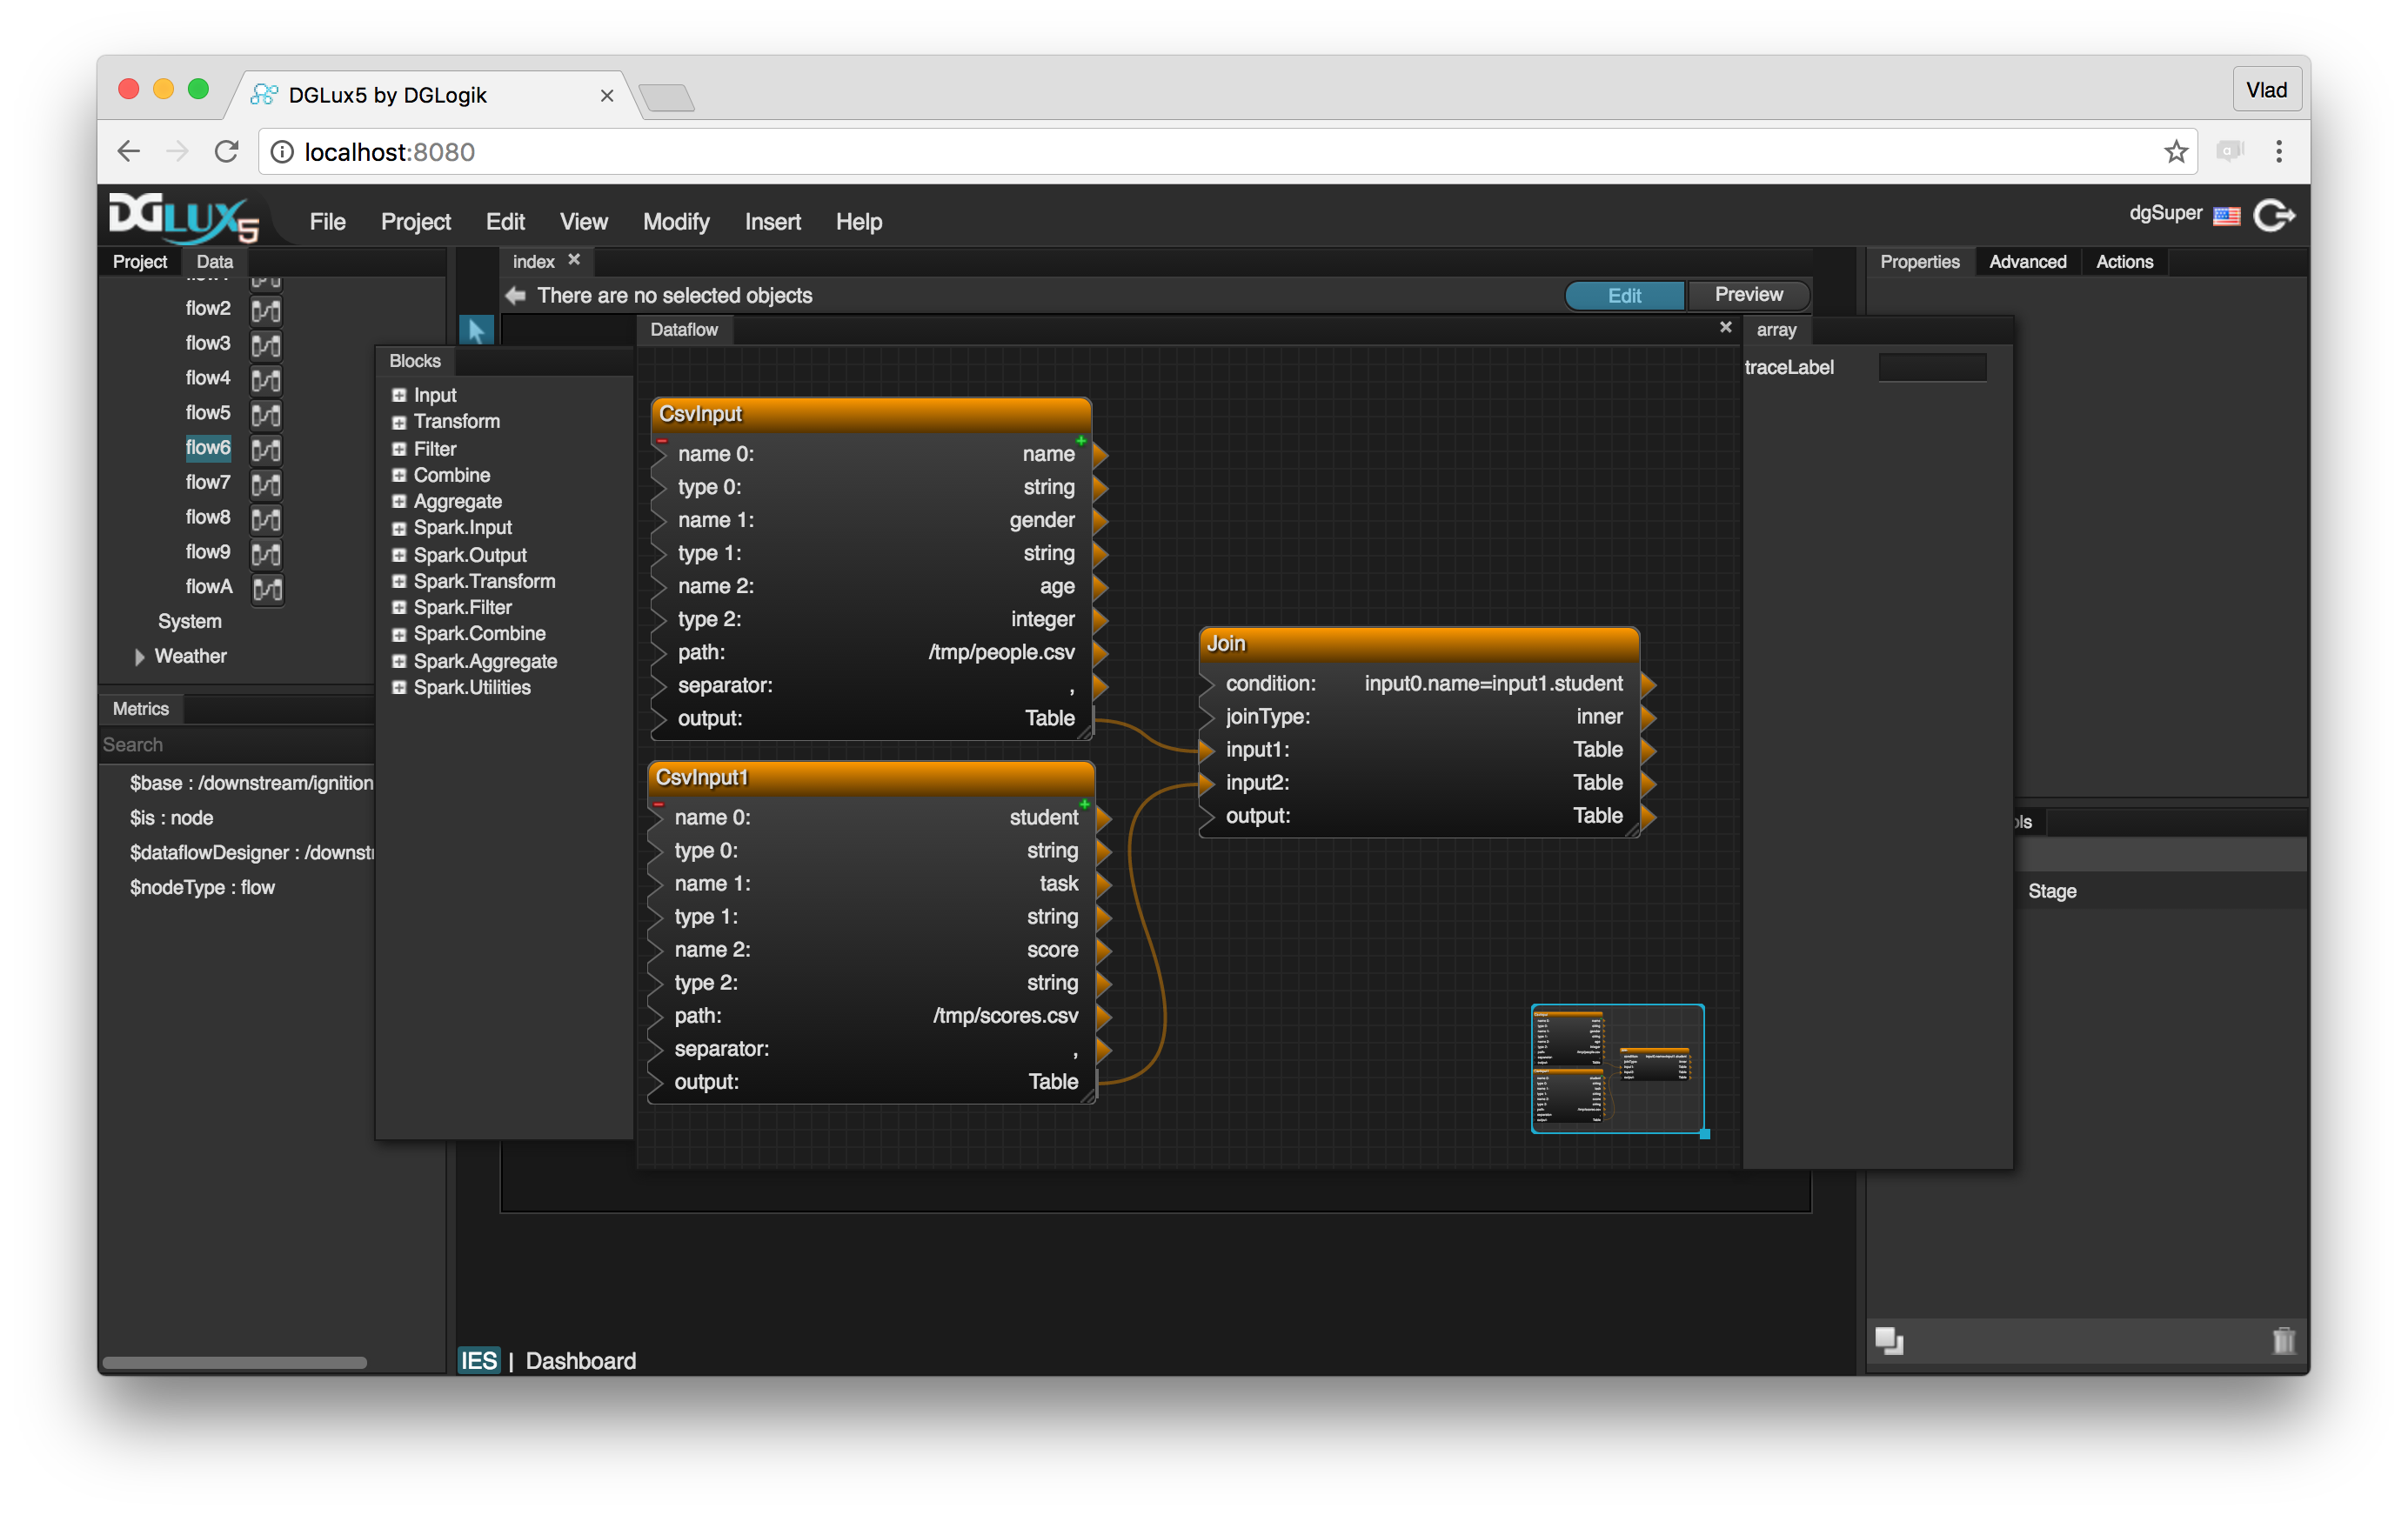 DGLux5 by DGLogik
Vlad
localhost:8080
DGLUX5
File Project Edit View Modify Insert Help
dgSuper
Project Data
index
Properties Advanced Actions
There are no selected objects
Edit Preview
flow2
flow3
flow4
flow5
flow6
flow7
flow8
flow9
flowA
System
Weather
Metrics
Search
$base : /downstream/ignition
$is : node
$dataflowDesigner : /downst
$nodeType : flow
Blocks
Input
Transform
Filter
Combine
Aggregate
Spark.Input
Spark.Output
Spark.Transform
Spark.Filter
Spark.Combine
Spark.Aggregate
Spark.Utilities
Dataflow
CsvInput
name 0: name
type 0: string
name 1: gender
type 1: string
name 2: age
type 2: integer
path: /tmp/people.csv
separator: ,
output: Table
CsvInput1
name 0: student
type 0: string
name 1: task
type 1: string
name 2: score
type 2: string
path: /tmp/scores.csv
separator: ,
output: Table
Join
condition: input0.name=input1.student
joinType: inner
input1: Table
input2: Table
output: Table
array
traceLabel
ols
Stage
IES | Dashboard